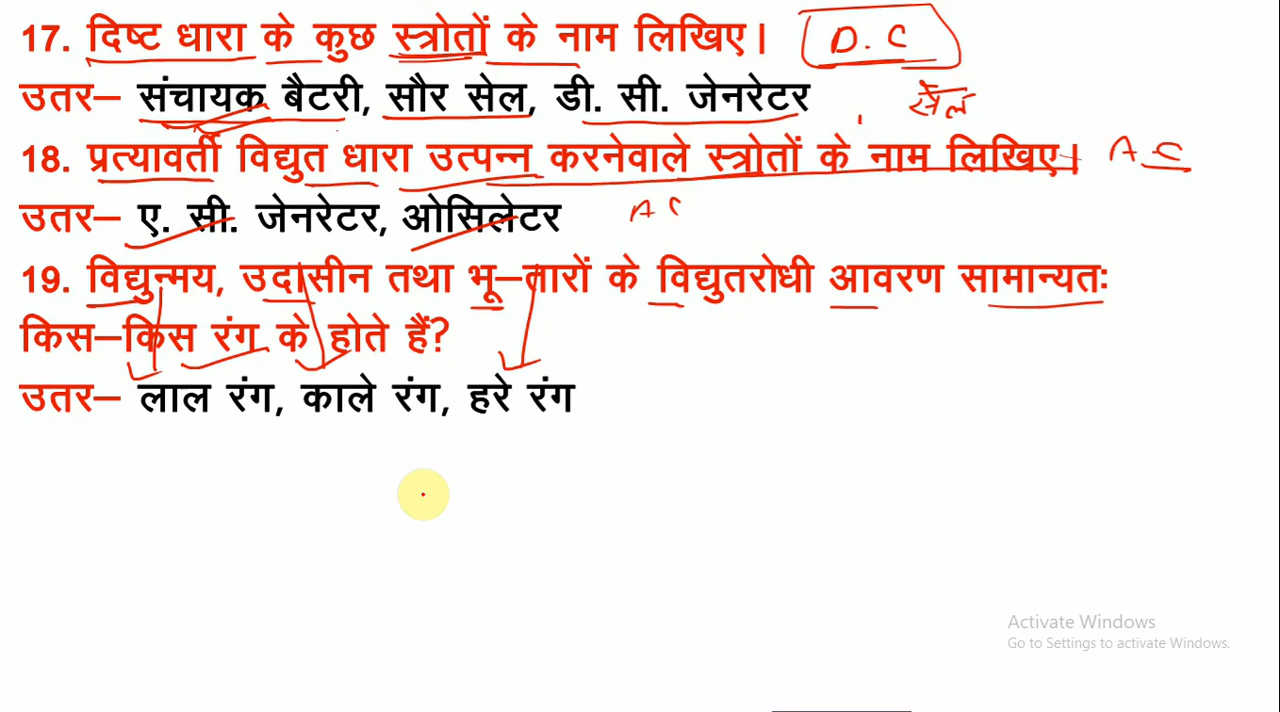 17. दिष्ट धारा के कुछ स्त्रोतों के नाम लिखिए। D.C
उतर– संचायक बैटरी, सौर सेल, डी. सी. जेनरेटर सेल
18. प्रत्यावर्ती विद्युत धारा उत्पन्न करनेवाले स्त्रोतों के नाम लिखिए। AC
उतर– ए. सी. जेनरेटर, ओसिलेटर AC
19. विद्युन्मय, उदासीन तथा भू–तारों के विद्युतरोधी आवरण सामान्यतः
किस–किस रंग के होते हैं?
उतर– लाल रंग, काले रंग, हरे रंग
Activate Windows
Go to Settings to activate Windows.